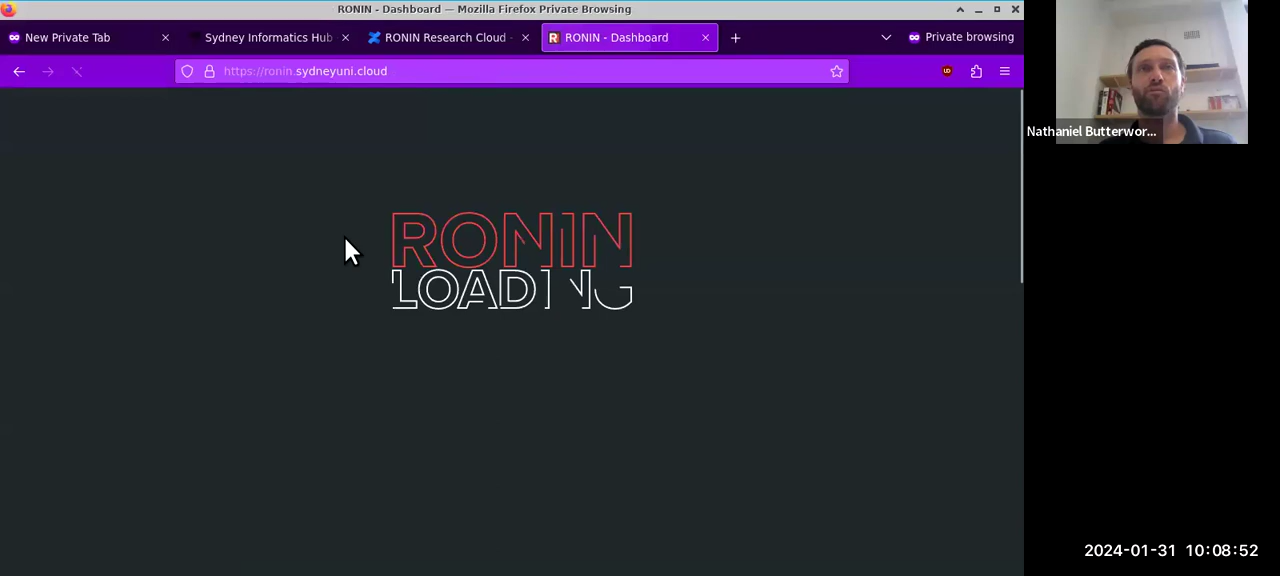 RONIN - Dashboard — Mozilla Firefox Private Browsing
New Private Tab
Sydney Informatics Hub
RONIN Research Cloud -
RONIN - Dashboard
Private browsing
https://ronin.sydneyuni.cloud
RONIN
LOADING
Nathaniel Butterwor...
2024-01-31 10:08:52